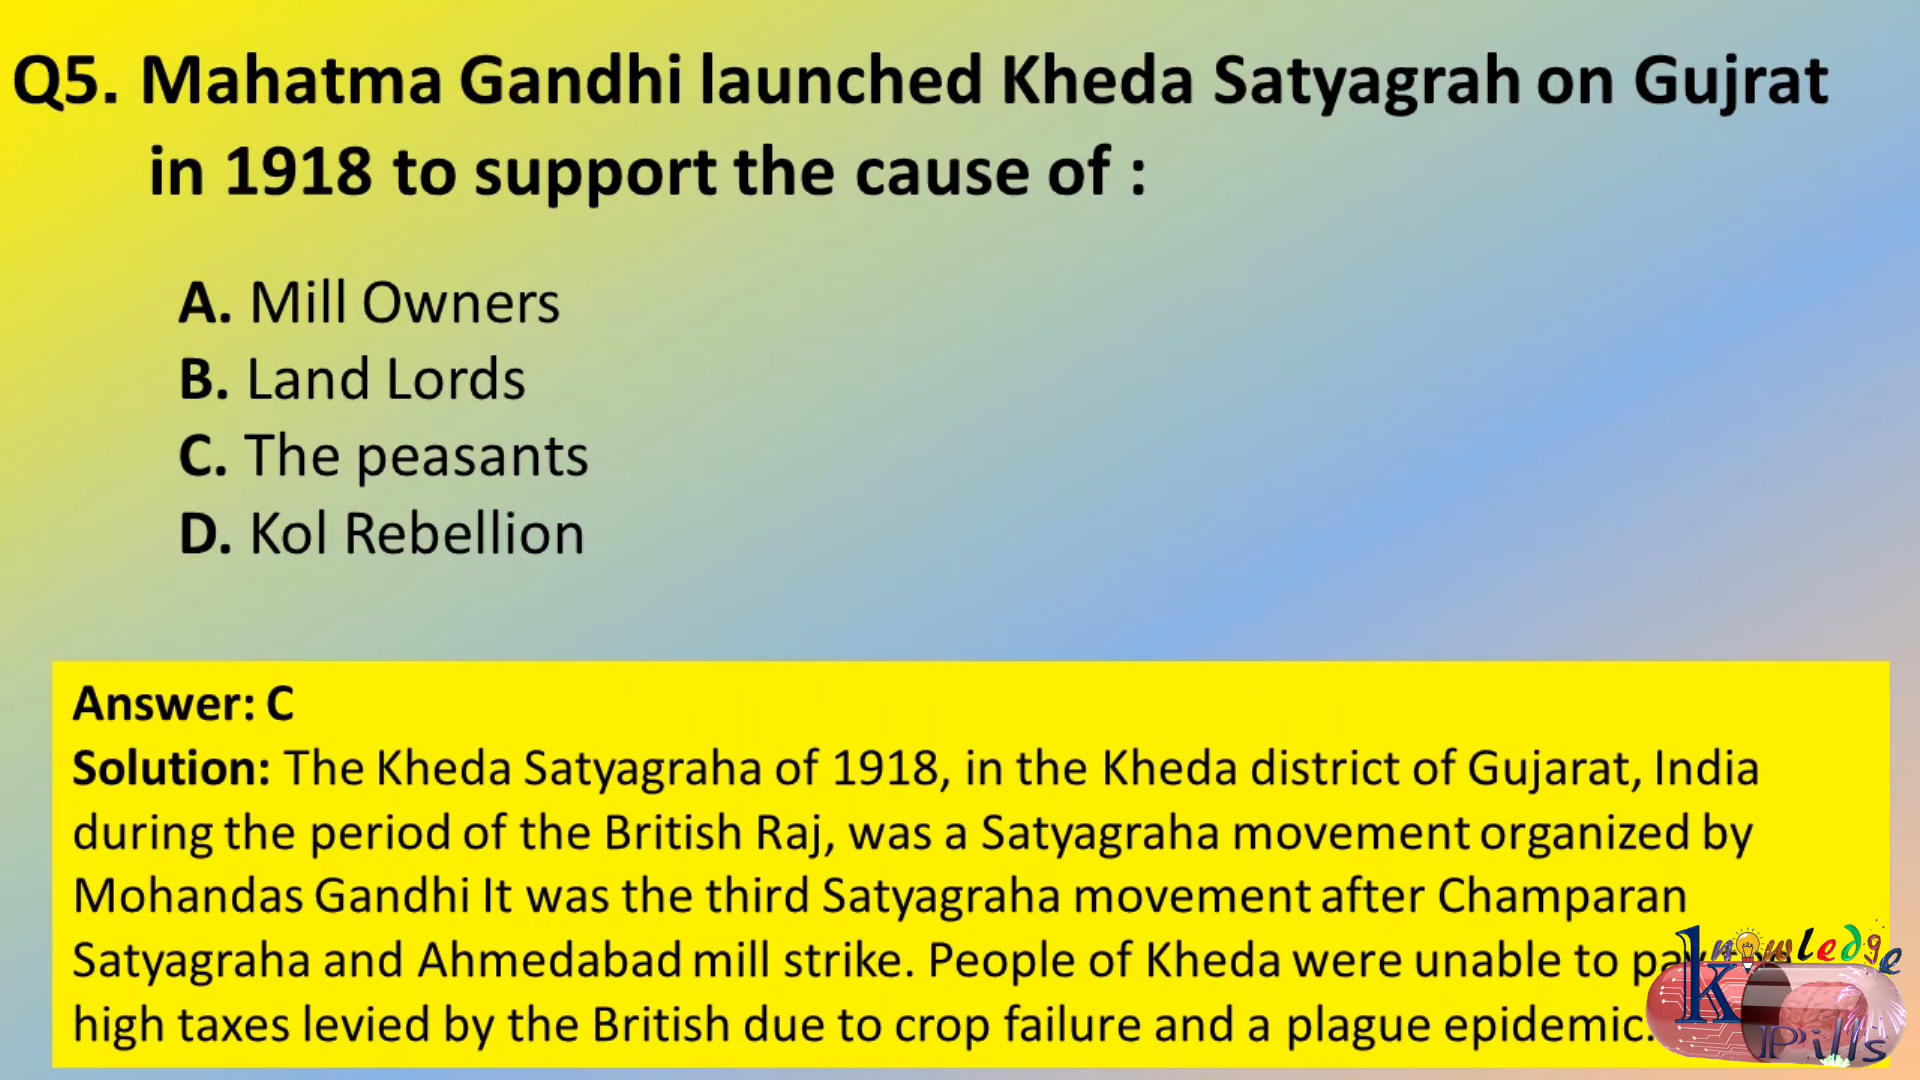 Q5. Mahatma Gandhi launched Kheda Satyagrah on Gujrat
in 1918 to support the cause of :
A. Mill Owners
B. Land Lords
C. The peasants
D. Kol Rebellion
Answer: C
Solution: The Kheda Satyagraha of 1918, in the Kheda district of Gujarat, India
during the period of the British Raj, was a Satyagraha movement organized by
Mohandas Gandhi It was the third Satyagraha movement after Champaran
Satyagraha and Ahmedabad mill strike. People of Kheda were unable to pay
high taxes levied by the British due to crop failure and a plague epidemic.
Knowledge
Pills